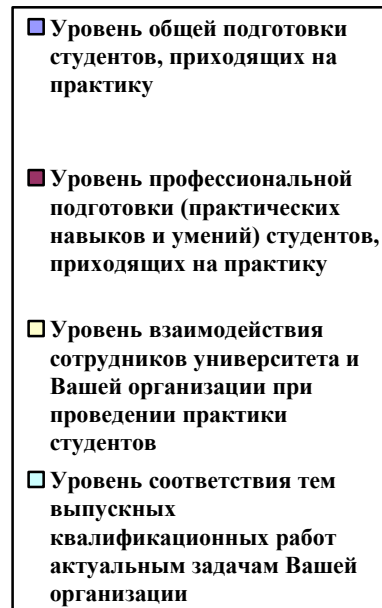 Уровень общей подготовки
студентов, приходящих на
практику
Уровень профессиональной
подготовки (практических
навыков и умений) студентов,
приходящих на практику
Уровень взаимодействия
сотрудников университета и
Вашей организации при
проведении практики
студентов
Уровень соответствия тем
выпускных
квалификационных работ
актуальным задачам Вашей
организации